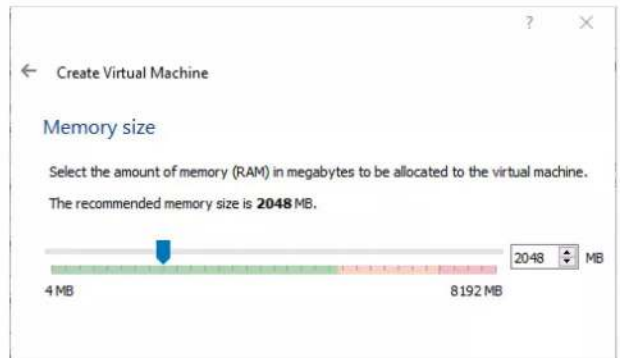 ?
Create Virtual Machine
Memory size
Select the amount of memory (RAM) in megabytes to be allocated to the virtual machine.
The recommended memory size is 2048 MB.
2048 MB
4 MB 8192 MB